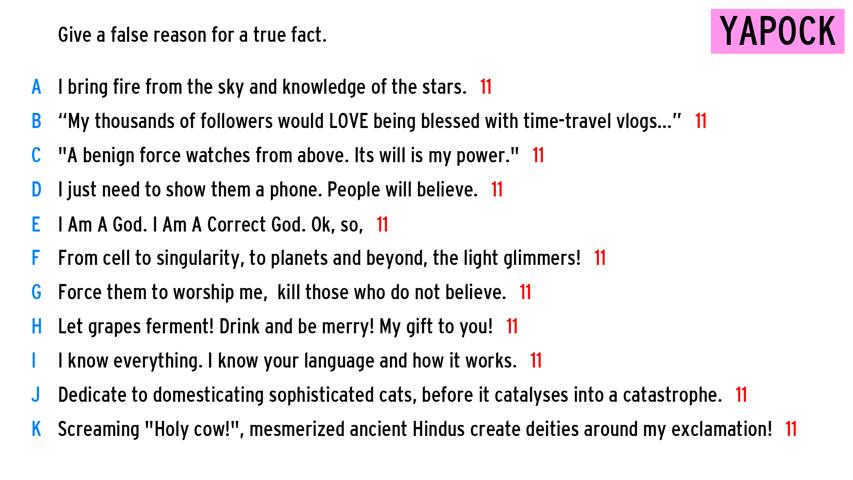 Give a false reason for a true fact.
YAPOCK
A I bring fire from the sky and knowledge of the stars. 11
B “My thousands of followers would LOVE being blessed with time-travel vlogs...” 11
C "A benign force watches from above. Its will is my power." 11
D I just need to show them a phone. People will believe. 11
E I Am A God. I Am A Correct God. Ok, so, 11
F From cell to singularity, to planets and beyond, the light glimmers! 11
G Force them to worship me,  kill those who do not believe. 11
H Let grapes ferment! Drink and be merry! My gift to you! 11
I I know everything. I know your language and how it works. 11
J Dedicate to domesticating sophisticated cats, before it catalyses into a catastrophe. 11
K Screaming "Holy cow!", mesmerized ancient Hindus create deities around my exclamation! 11